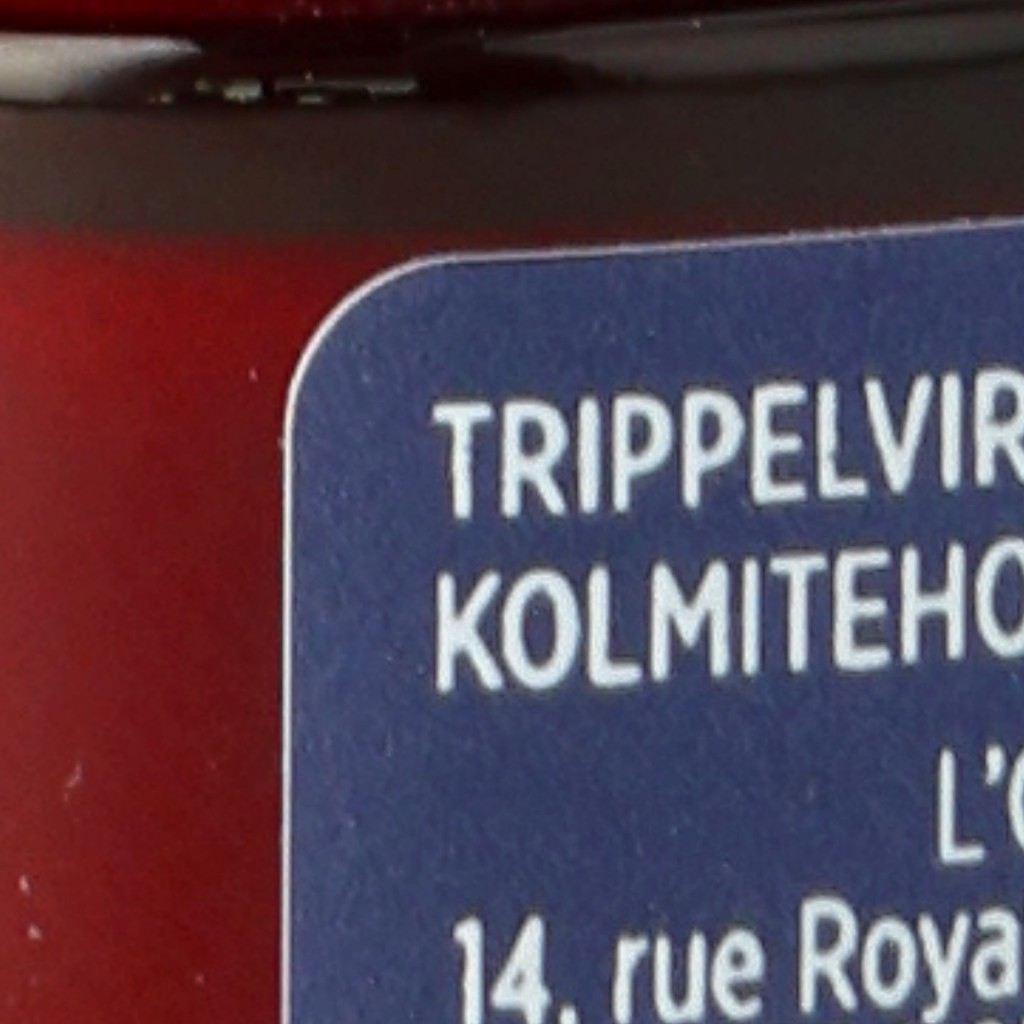 TRIPPELVIR
KOLMITEHO
L'O
14, rue Roya